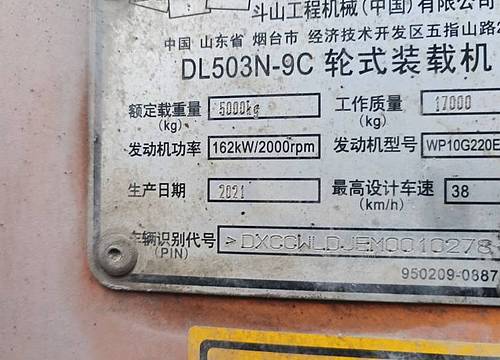 斗山工程机械(中国)有限公司
中国 山东省 烟台市 经济技术开发区五指山路
DL503N-9C 轮式装载机
额定载重量 5000kg 工作质量 17000
(kg) (kg)
发动机功率 162kW/2000rpm 发动机型号 WP10G220E
生产日期 2021 最高设计车速 38
(km/h)
车辆识别代号 >DXCCWLDJEM0010278
(PIN)
950209-0887